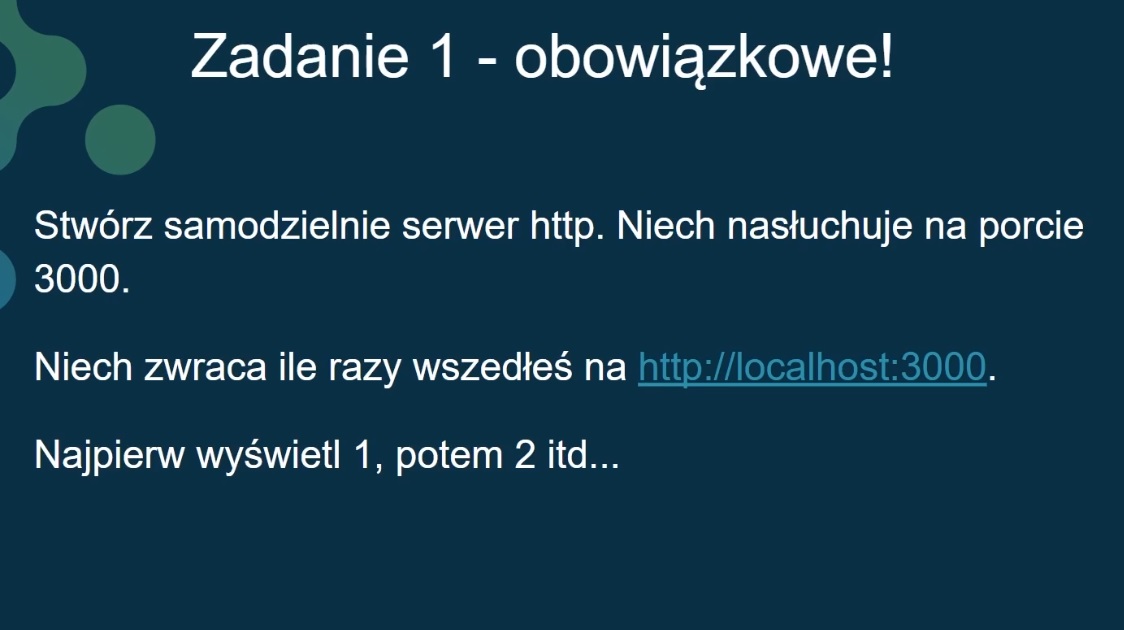 Zadanie 1 - obowiązkowe!
Stwórz samodzielnie serwer http. Niech nasłuchuje na porcie
3000.
Niech zwraca ile razy wszedłeś na http://localhost:3000.
Najpierw wyświetl 1, potem 2 itd...